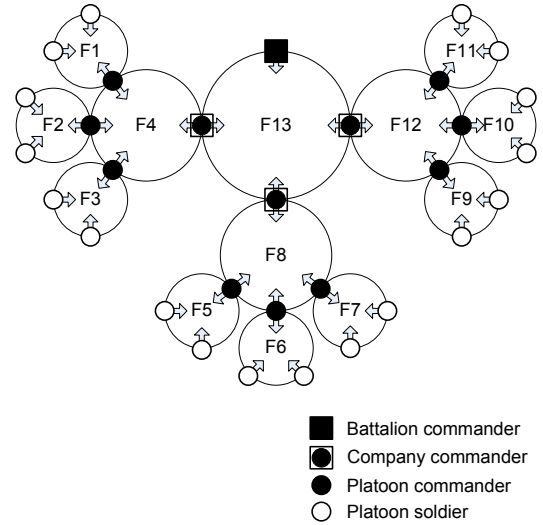 F1
F11
F2
F4
F13
F12
F10
F3
F9
F8
F5
F7
F6
Battalion commander
Company commander
Platoon commander
Platoon soldier